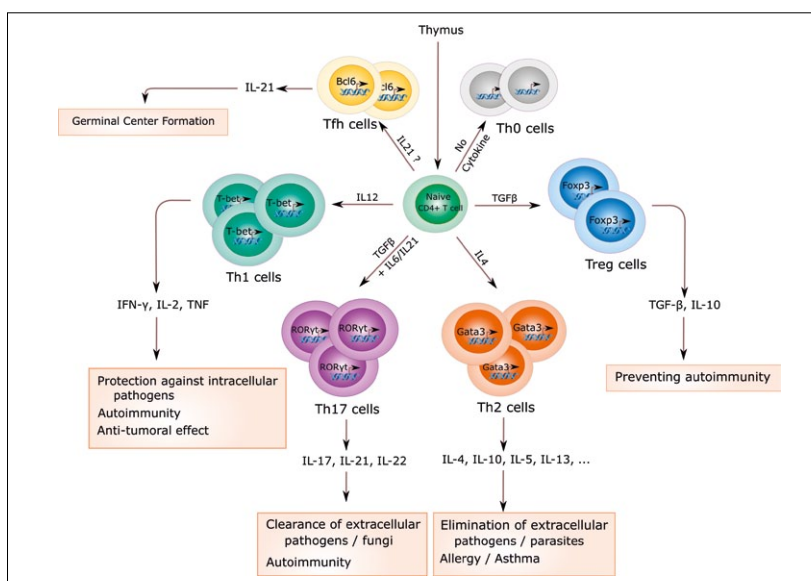 Thymus
Bcl6
cl6
IL-21
Germinal Center Formation
Tfh cells
Th0 cells
IL21 ?
No
Cytokine
T-bet
T-bet
T-bet
IL12
Naive
CD4+ T cell
TGFβ
Foxp3
Foxp3
Th1 cells
Treg cells
TGFβ
+ IL6/IL21
IL4
IFN-γ, IL-2, TNF
TGF-β, IL-10
RORγt
RORγt
RORγt
Gata3
Gata3
Gata3
Th17 cells
Th2 cells
Protection against intracellular
pathogens
Autoimmunity
Anti-tumoral effect
Preventing autoimmunity
IL-17, IL-21, IL-22
IL-4, IL-10, IL-5, IL-13, ...
Clearance of extracellular
pathogens / fungi
Autoimmunity
Elimination of extracellular
pathogens / parasites
Allergy / Asthma